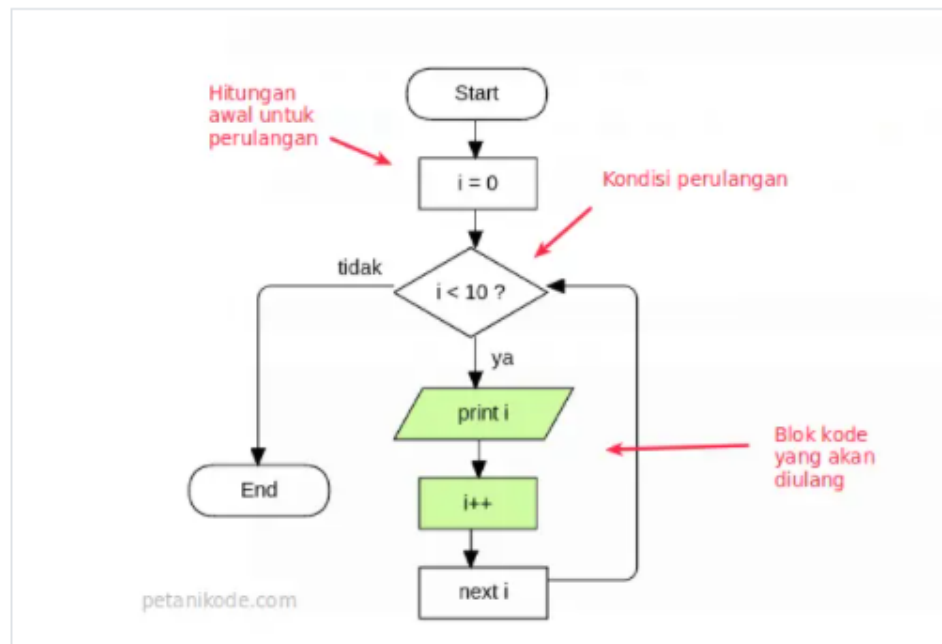 Start
Hitungan
awal untuk
perulangan
i = 0
Kondisi perulangan
tidak
i < 10 ?
ya
print i
Blok kode
yang akan
diulang
End
i++
next i
petanikode.com